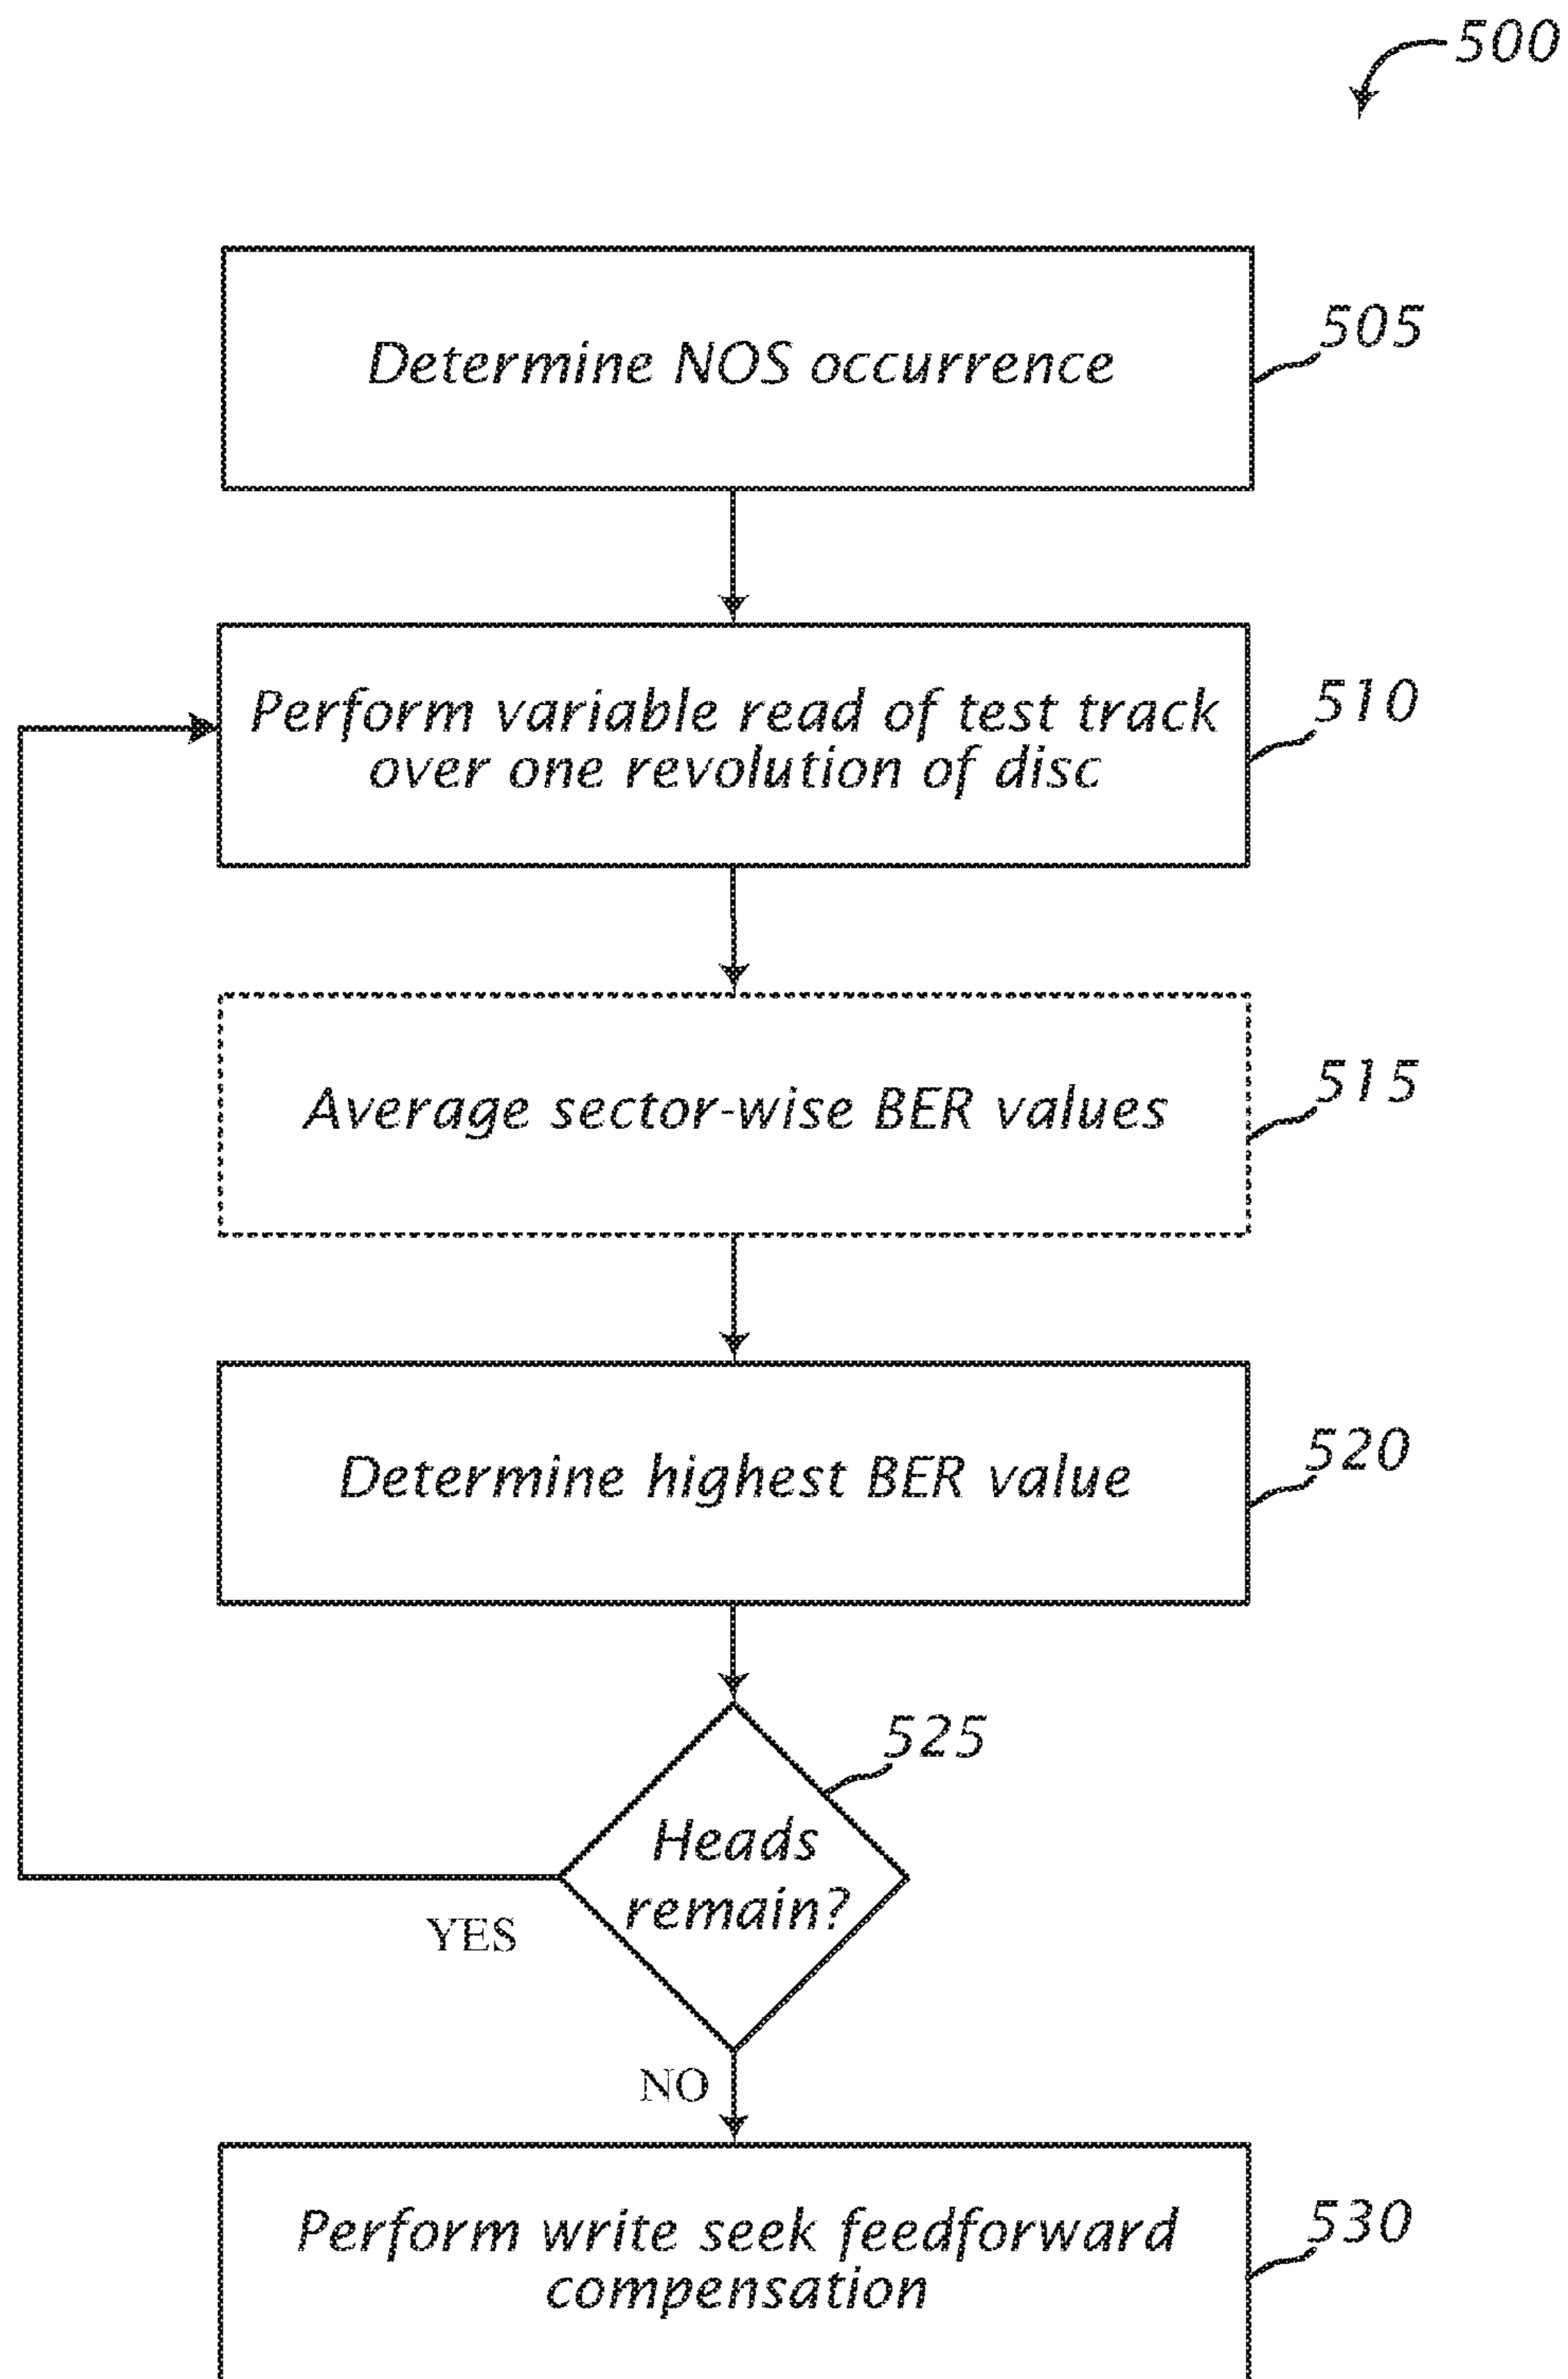 500
Determine NOS occurrence
505
Perform variable read of test track
over one revolution of disc
510
Average sector-wise BER values
515
Determine highest BER value
520
525
Heads
remain?
YES
NO
Perform write seek feedforward
compensation
530